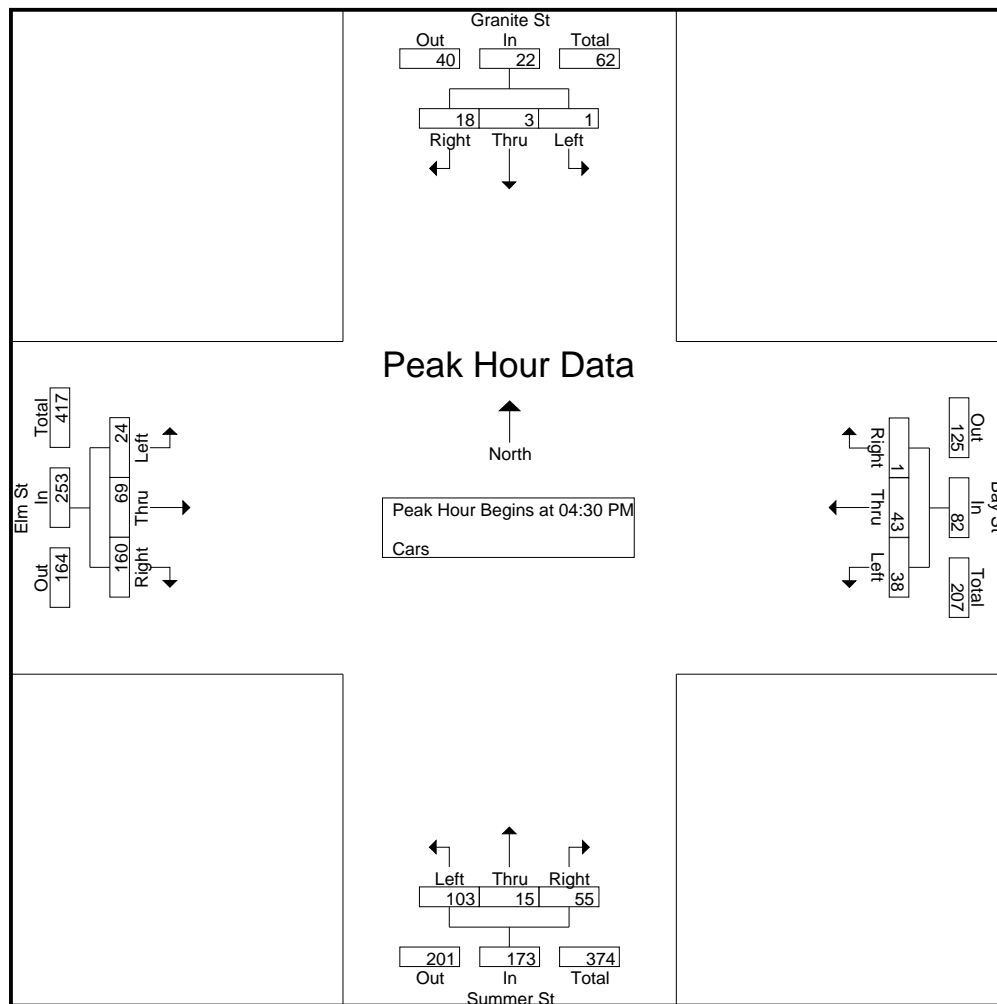 Granite St
Out In Total
40 22 62
18 3 1
Right Thru Left
Peak Hour Data
North
Peak Hour Begins at 04:30 PM
Cars
Elm St
Out In Total
164 253 417
24 69 160
Left Thru Right
Bay St
Out In Total
125 82 207
Right Thru Left
1 43 38
Left Thru Right
103 15 55
201 173 374
Out In Total
Summer St